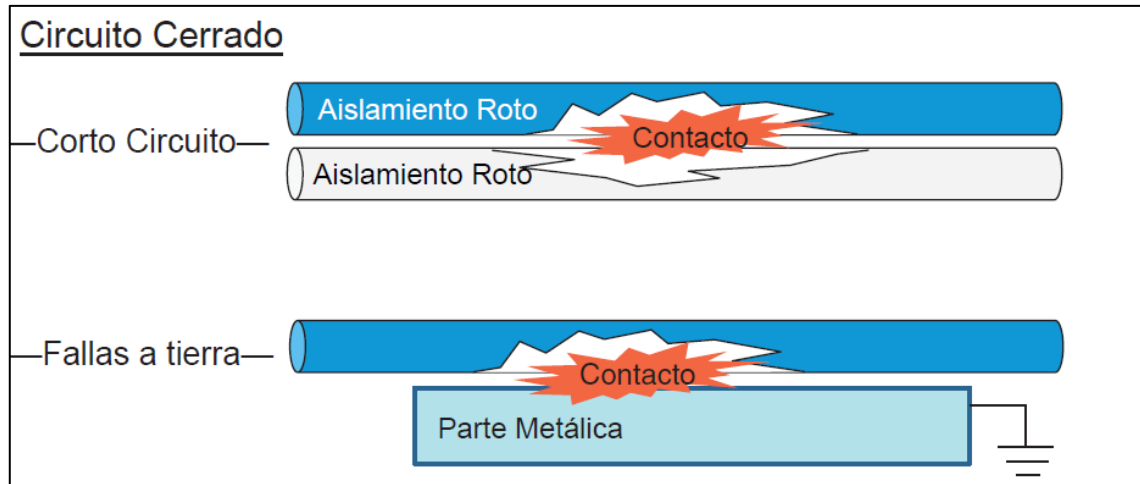 Circuito Cerrado
Aislamiento Roto
Contacto
Corto Circuito
Aislamiento Roto
Fallas a tierra
Contacto
Parte Metálica